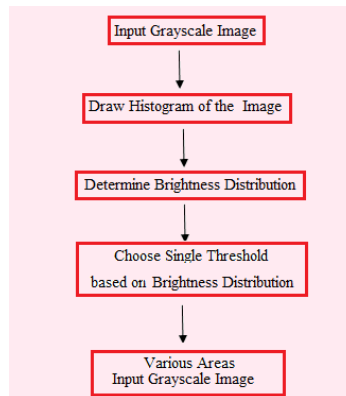 Input Grayscale Image
Draw Histogram of the Image
Determine Brightness Distribution
Choose Single Threshold
based on Brightness Distribution
Various Areas
Input Grayscale Image